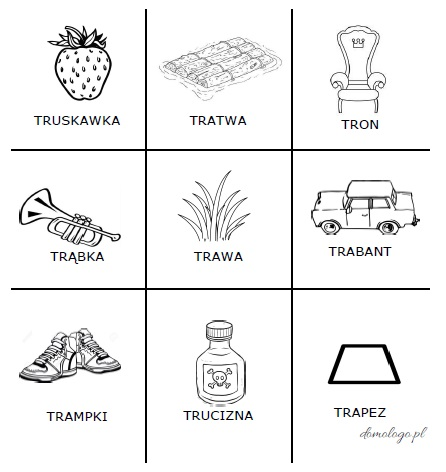 TRUSKAWKA
TRATWA
TRON
TRĄBKA
TRAWA
TRABANT
TRAMPKI
TRUCIZNA
TRAPEZ
domologo.pl